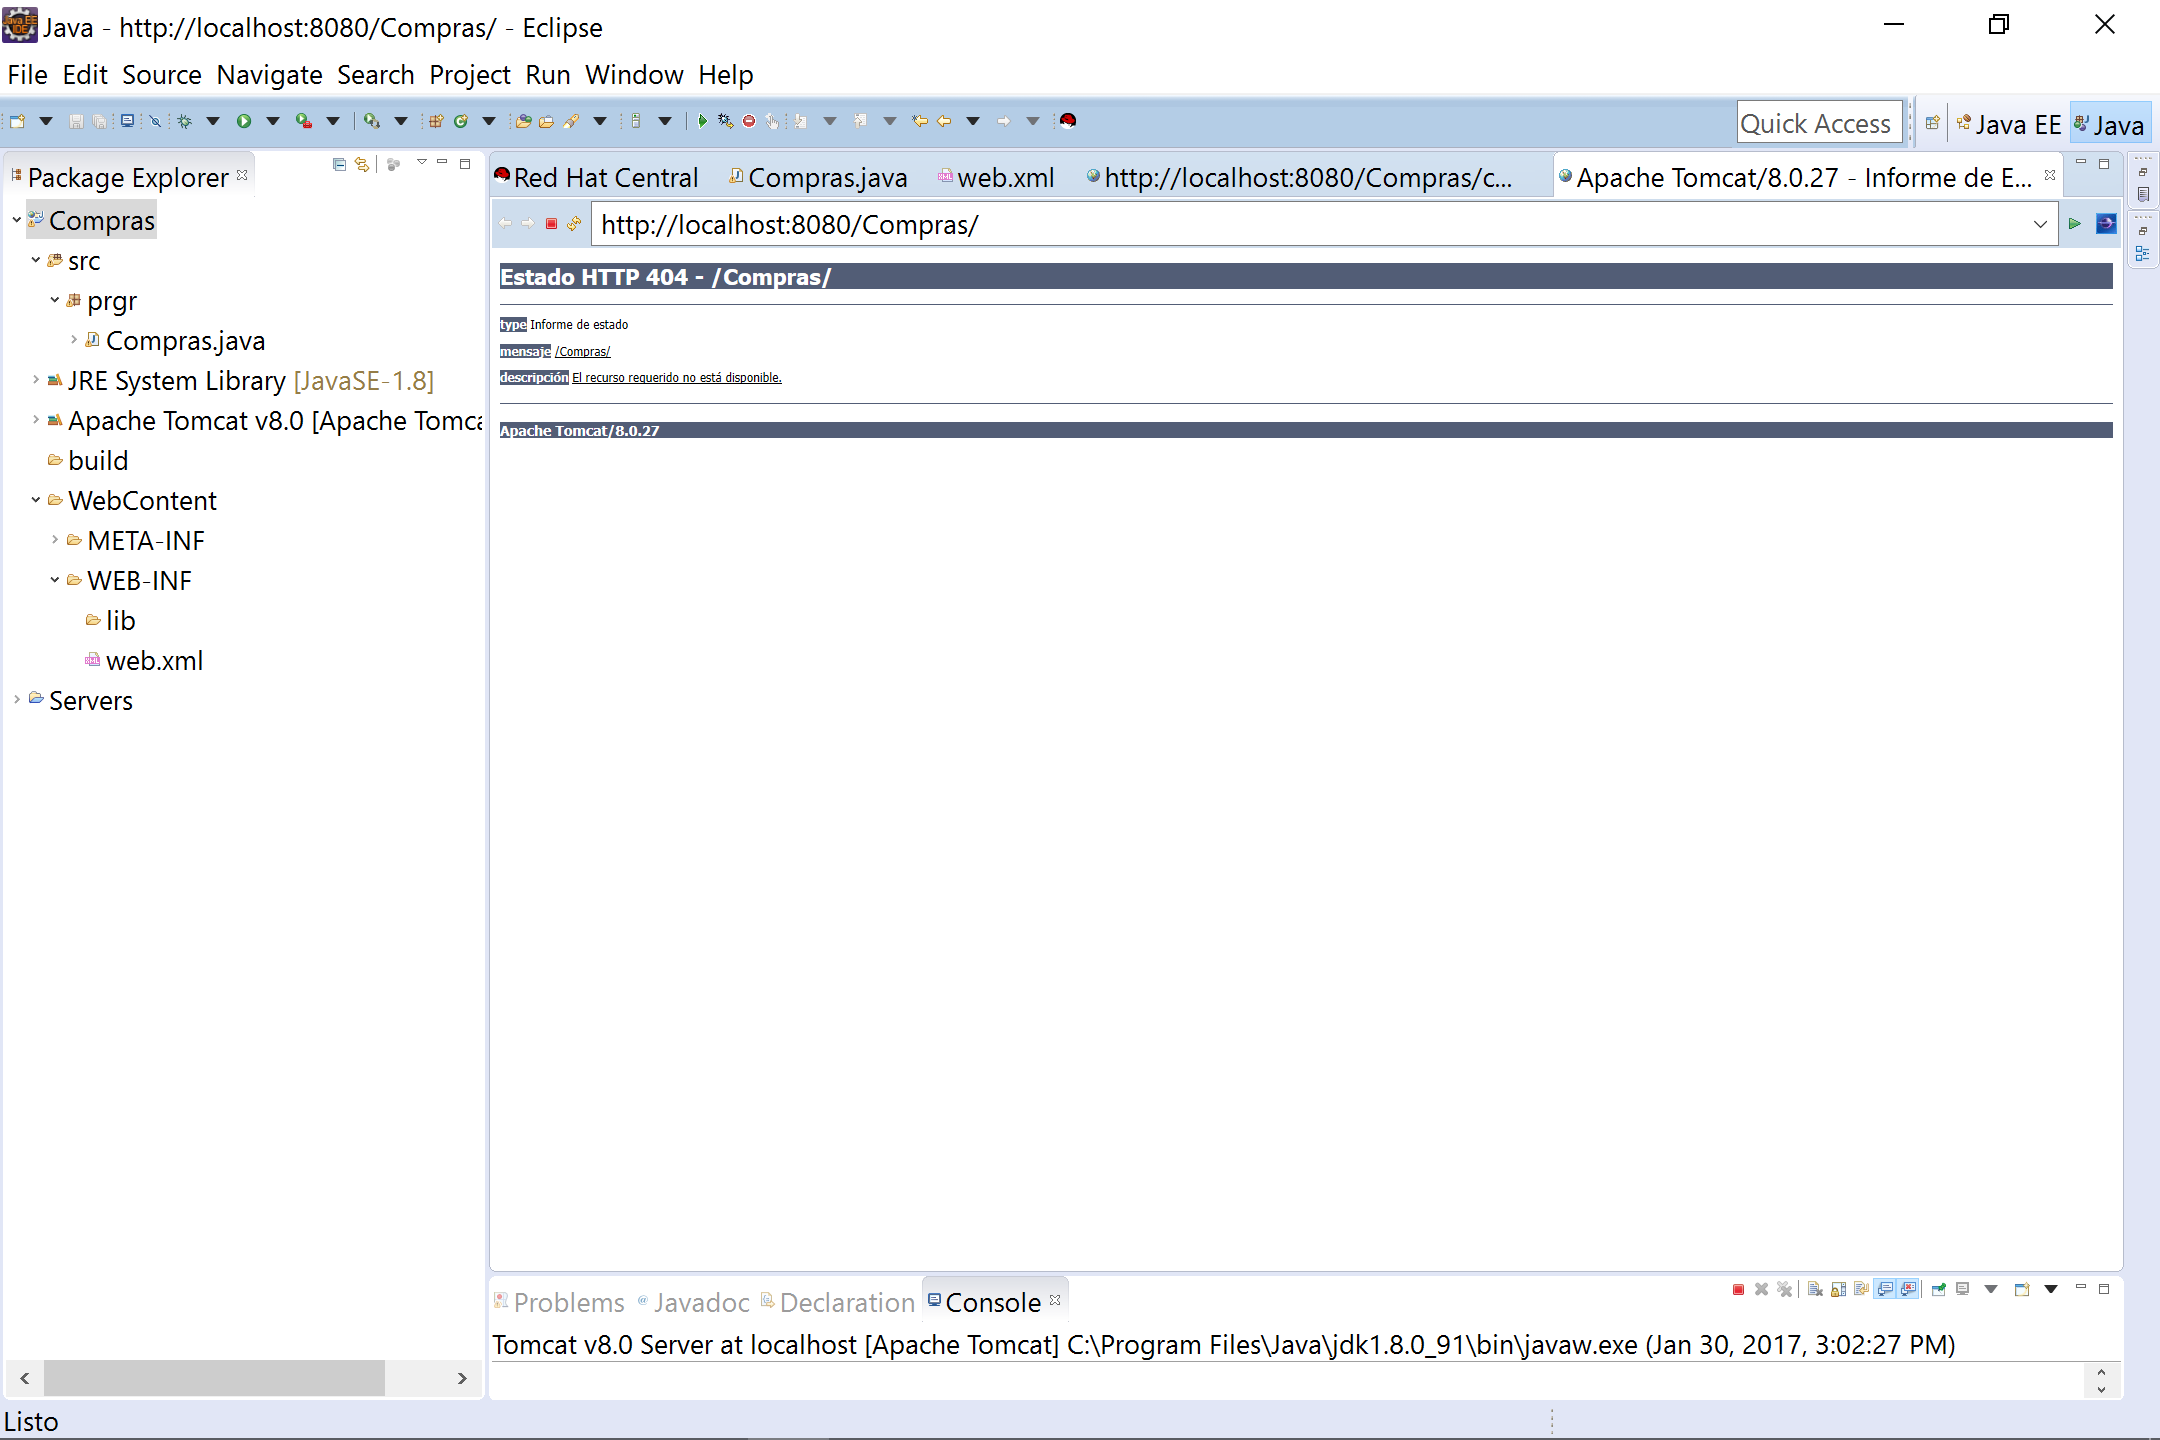 Java - http://localhost:8080/Compras/ - Eclipse
File Edit Source Navigate Search Project Run Window Help
Quick Access
Java EE
Java
Package Explorer
Compras
src
prgr
Compras.java
JRE System Library [JavaSE-1.8]
Apache Tomcat v8.0 [Apache Tomca
build
WebContent
META-INF
WEB-INF
lib
web.xml
Servers
Red Hat Central
Compras.java
web.xml
http://localhost:8080/Compras/c...
Apache Tomcat/8.0.27 - Informe de E...
http://localhost:8080/Compras/
Estado HTTP 404 - /Compras/
type Informe de estado
mensaje /Compras/
descripción El recurso requerido no está disponible.
Apache Tomcat/8.0.27
Problems
Javadoc
Declaration
Console
Tomcat v8.0 Server at localhost [Apache Tomcat] C:\Program Files\Java\jdk1.8.0_91\bin\javaw.exe (Jan 30, 2017, 3:02:27 PM)
Listo